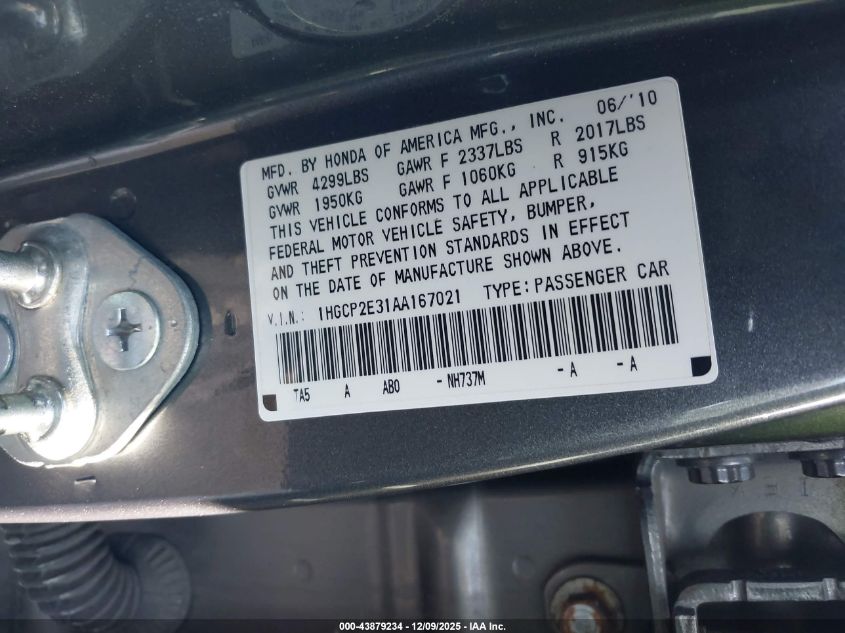 MFD. BY HONDA OF AMERICA MFG., INC. 06/'10
GVWR 4299LBS GAWR F 2337LBS R 2017LBS
GVWR 1950KG GAWR F 1060KG R 915KG
THIS VEHICLE CONFORMS TO ALL APPLICABLE
FEDERAL MOTOR VEHICLE SAFETY, BUMPER,
AND THEFT PREVENTION STANDARDS IN EFFECT
ON THE DATE OF MANUFACTURE SHOWN ABOVE.
V.I.N.: 1HGCP2E31AA167021 TYPE:PASSENGER CAR
TA5 A AB0 - NH737M - A - A
000-43879234 - 12/09/2025 - IAA Inc.